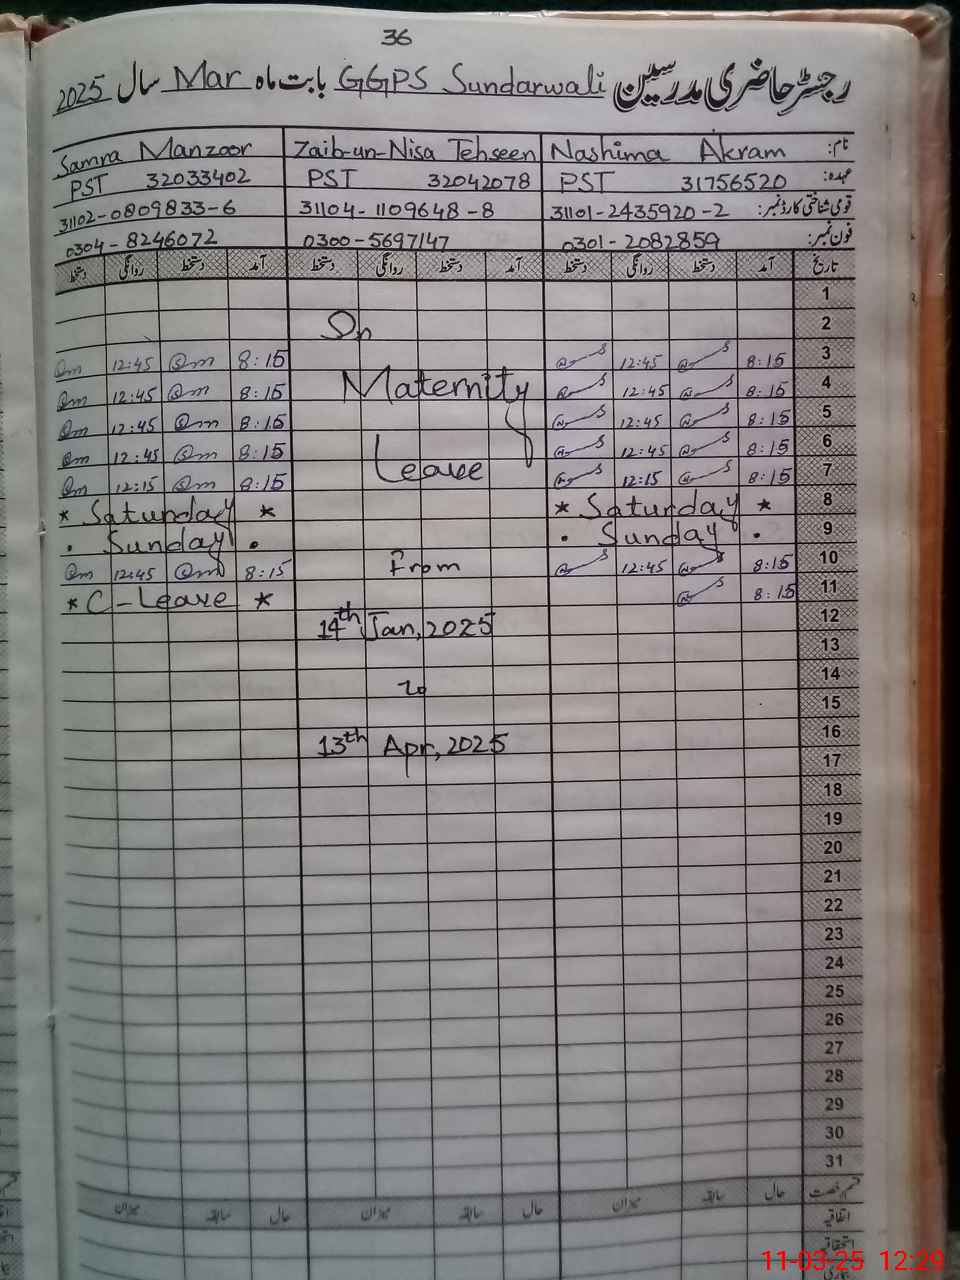 36
رجسٹر حاضری مدرسین GGPS Sundarwali بابت ماہ Mar سال 2025
نام: Nashima Akram Zaib-un-Nisa Tehseen Samra Manzoor
عہدہ: PST 31756520 PST 32042078 PST 32033402
قومی شناختی کارڈ نمبر: 31101-2435920-2 31104-1109648-8 31102-0809833-6
فون نمبر: 0301-2082859 0300-5697147 0304-8246072
تاریخ آمد دستخط روانگی دستخط آمد دستخط روانگی دستخط آمد دستخط روانگی دستخط
1
2 On
3 8:15 12:45 8:15 12:45
4 8:15 12:45 Maternity 8:15 12:45
5 8:15 12:45 8:15 12:45
6 8:15 12:45 8:15 12:45
7 8:15 12:15 Leave 8:15 12:15
8 * Saturday * * Saturday *
9 . Sunday . . Sunday .
10 8:15 12:45 From 8:15 12:45
11 8:15 * C-Leave *
12 14th Jan, 2025
13
14 to
15
16 13th Apr, 2025
17
18
19
20
21
22
23
24
25
26
27
28
29
30
31
قسم رخصت حال سابقہ میزان حال سابقہ میزان حال سابقہ میزان
اتفاقیہ
استحقاقیہ
11-03-25 12:29